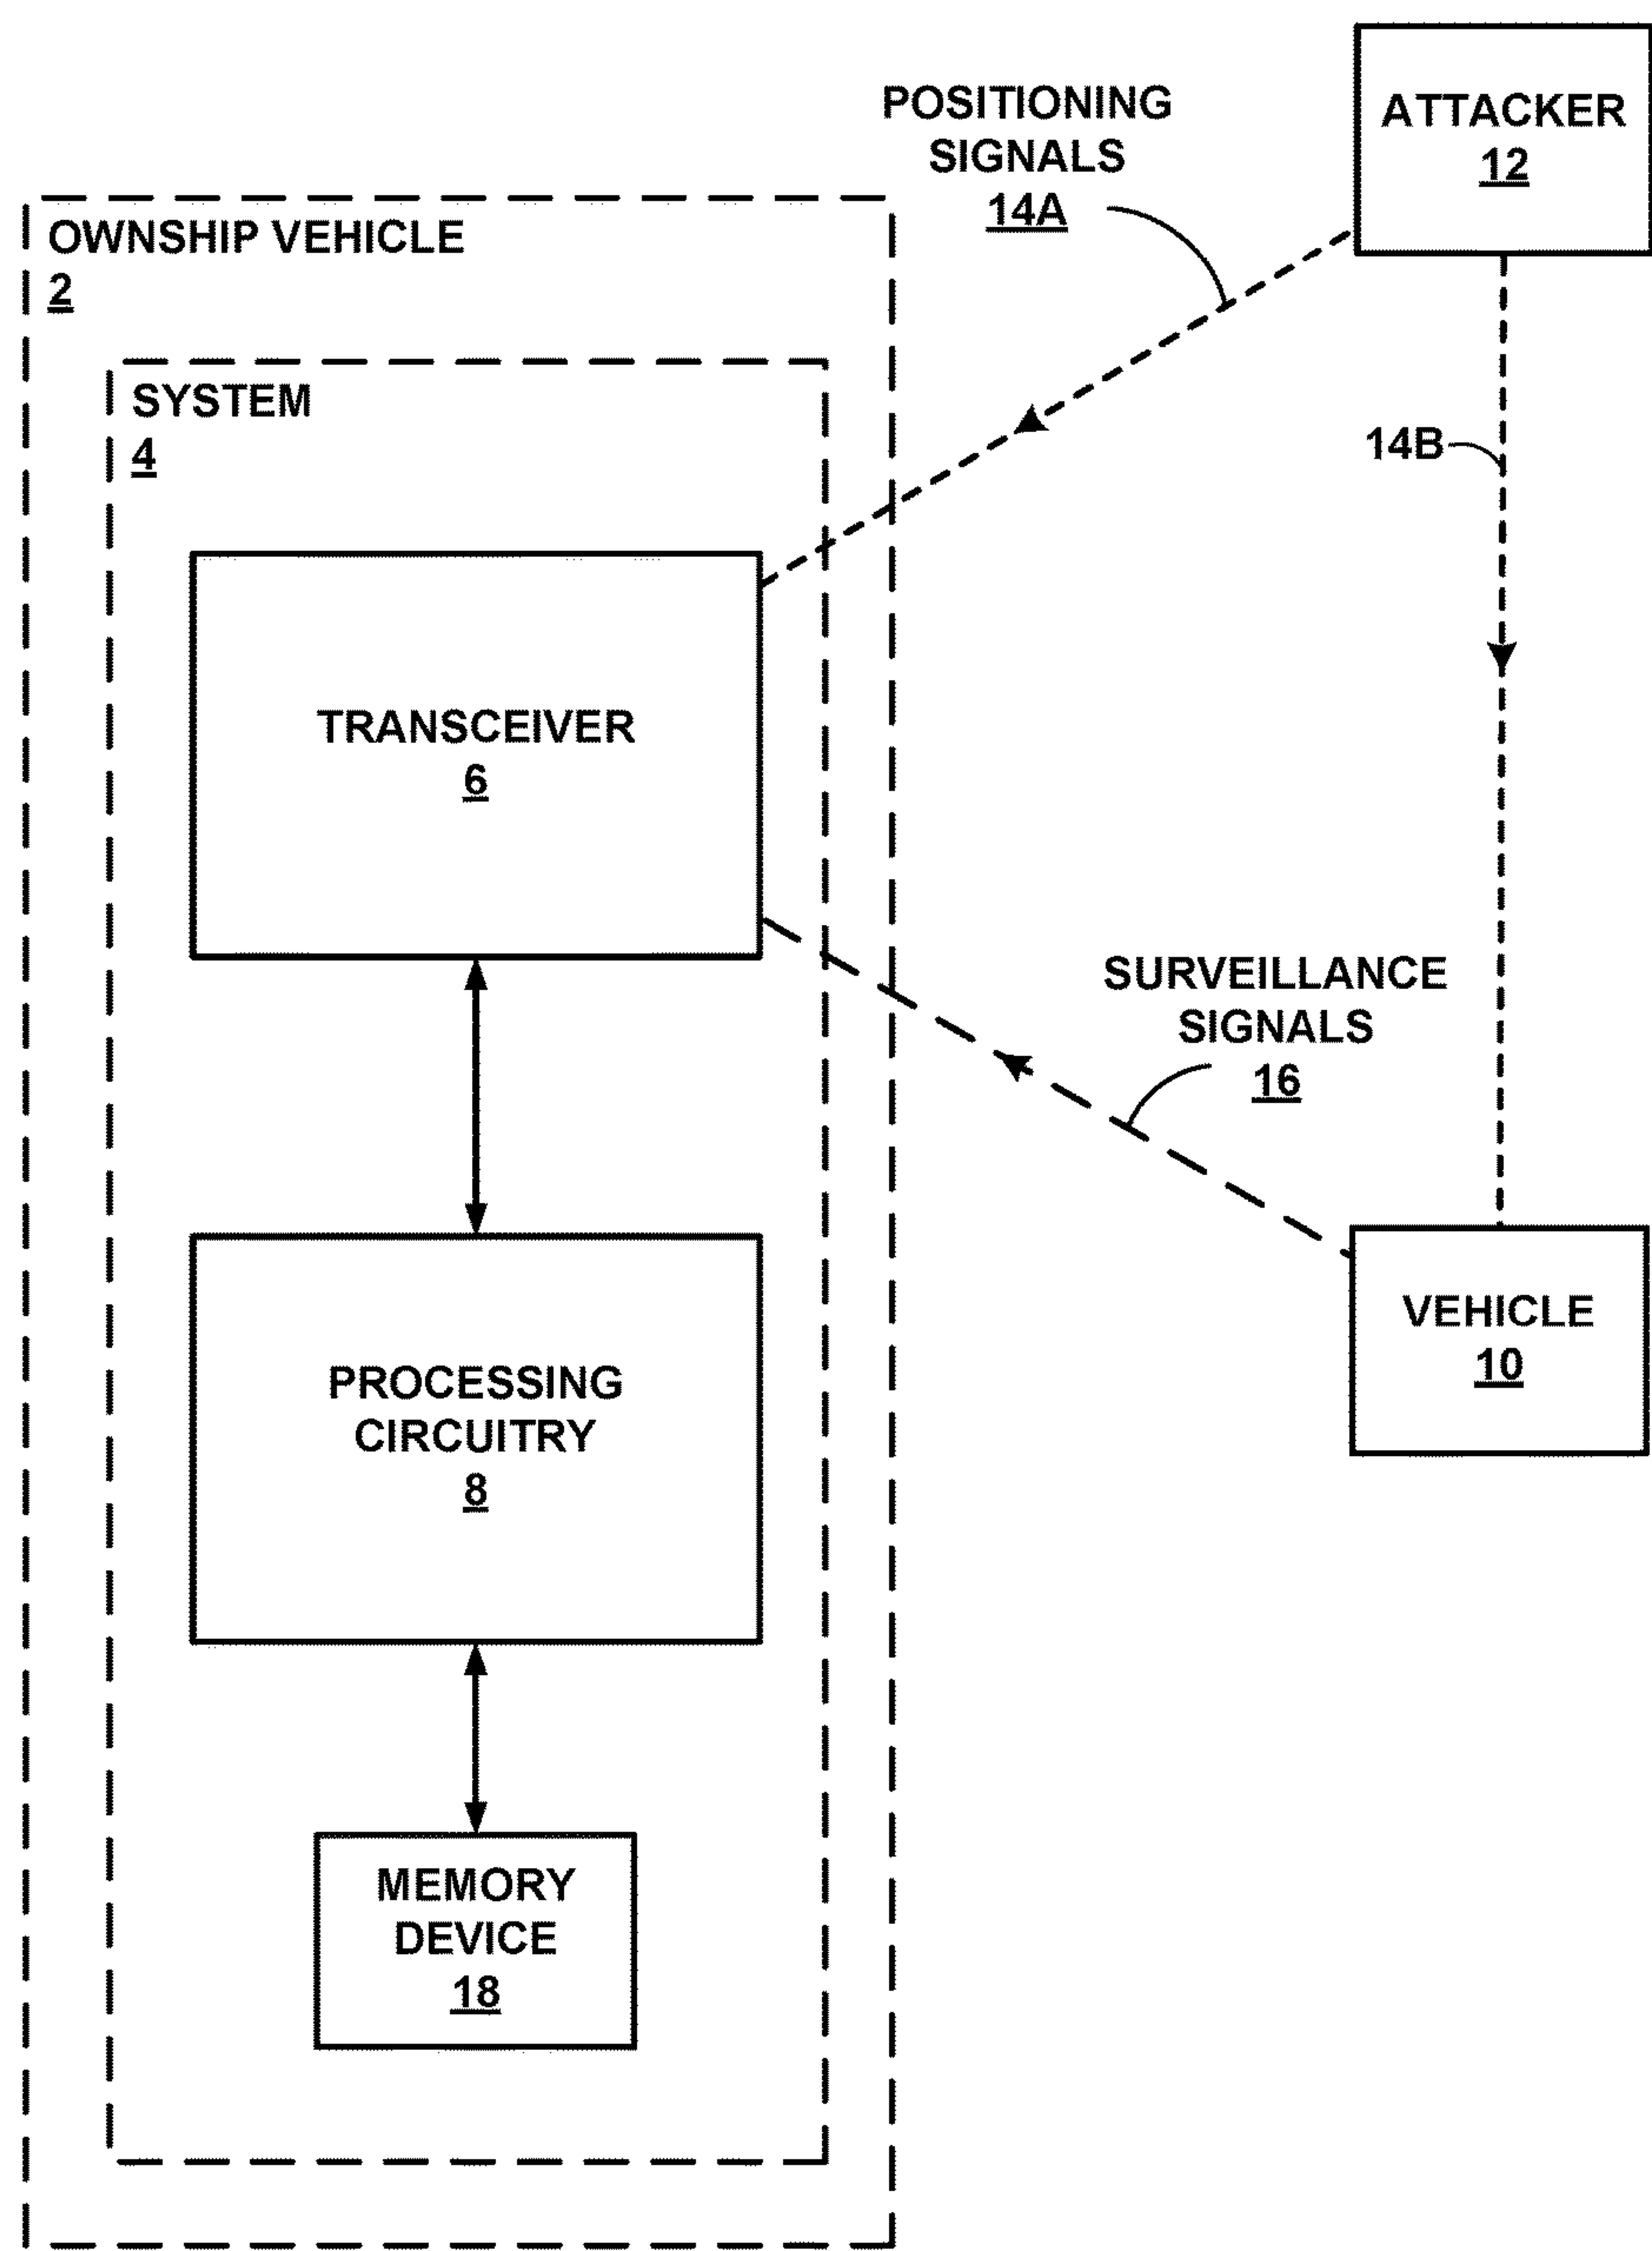 ATTACKER
12
POSITIONING
SIGNALS
14A
OWNSHIP VEHICLE
2
SYSTEM
4
14B
TRANSCEIVER
6
SURVEILLANCE
SIGNALS
16
VEHICLE
10
PROCESSING
CIRCUITRY
8
MEMORY
DEVICE
18